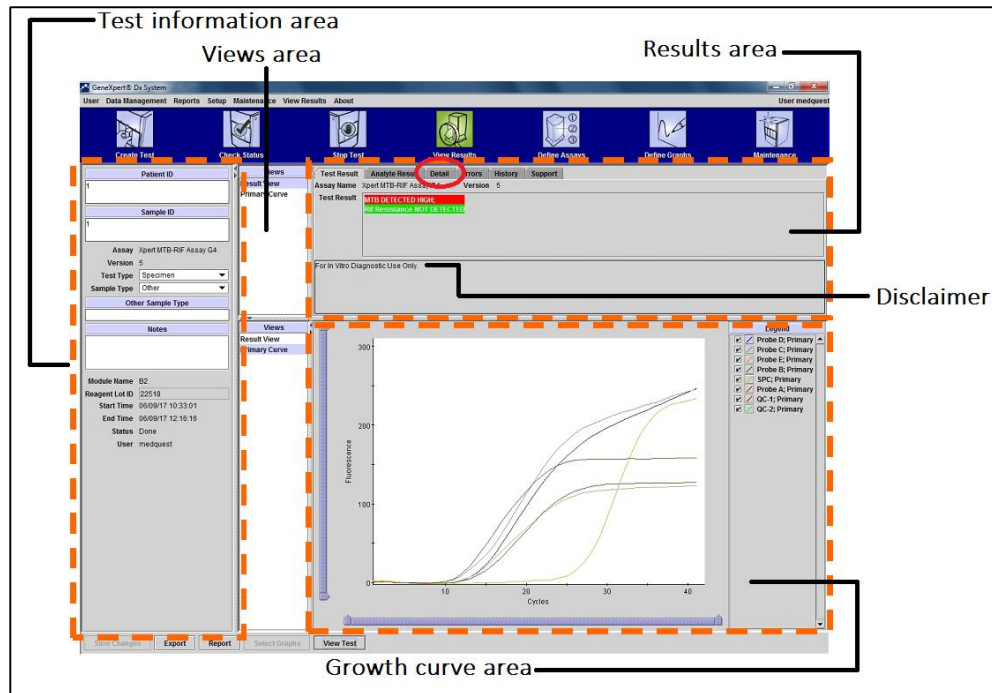 Test information area
Views area
Results area
GeneXpert® Dx System
User Data Management Reports Setup Maintenance View Results About User medquest
Create Test Check Status Stop Test View Results Define Assays Define Graphs Maintenance
Patient ID
1
Sample ID
1
Assay Xpert MTB-RIF Assay G4
Version 5
Test Type Specimen
Sample Type Other
Other Sample Type
Notes
Module Name B2
Reagent Lot ID 22518
Start Time 06/09/17 10:33:01
End Time 06/09/17 12:16:16
Status Done
User medquest
Views
Result View
Primary Curve
Test Result Analyte Result Detail Errors History Support
Assay Name Xpert MTB-RIF Assay G4 Version 5
Test Result MTB DETECTED HIGH;
Rif Resistance NOT DETECTED
For In Vitro Diagnostic Use Only.
Disclaimer
Views
Result View
Primary Curve
300
200
100
0
Fluorescence
10 20 30 40
Cycles
Legend
Probe D; Primary
Probe C; Primary
Probe E; Primary
Probe B; Primary
SPC; Primary
Probe A; Primary
QC-1; Primary
QC-2; Primary
Save Changes Export Report Select Graphs View Test
Growth curve area